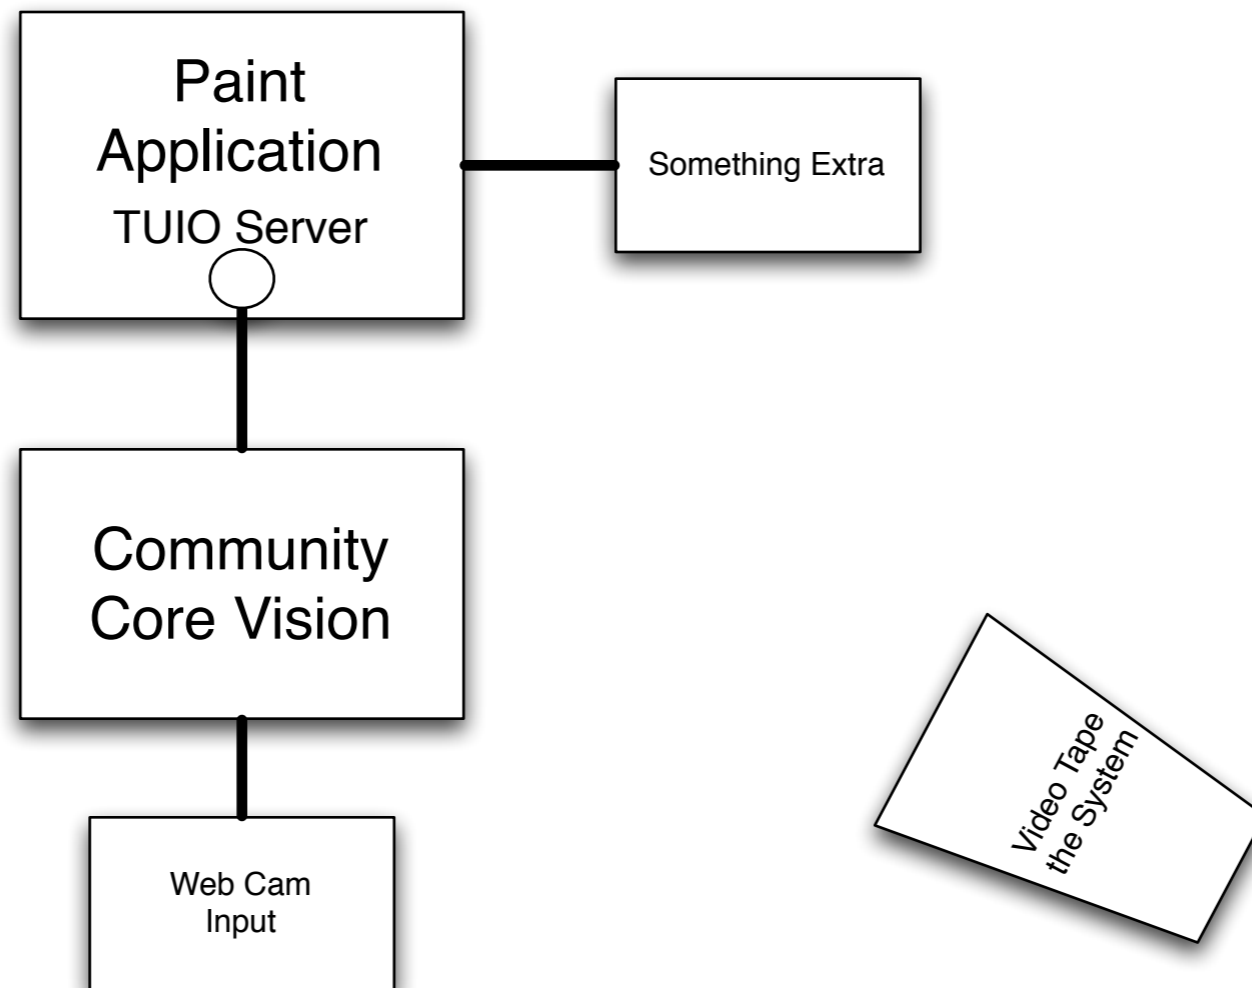 Paint
Application
TUIO Server
Something Extra
Community
Core Vision
Video Tape
the System
Web Cam
Input